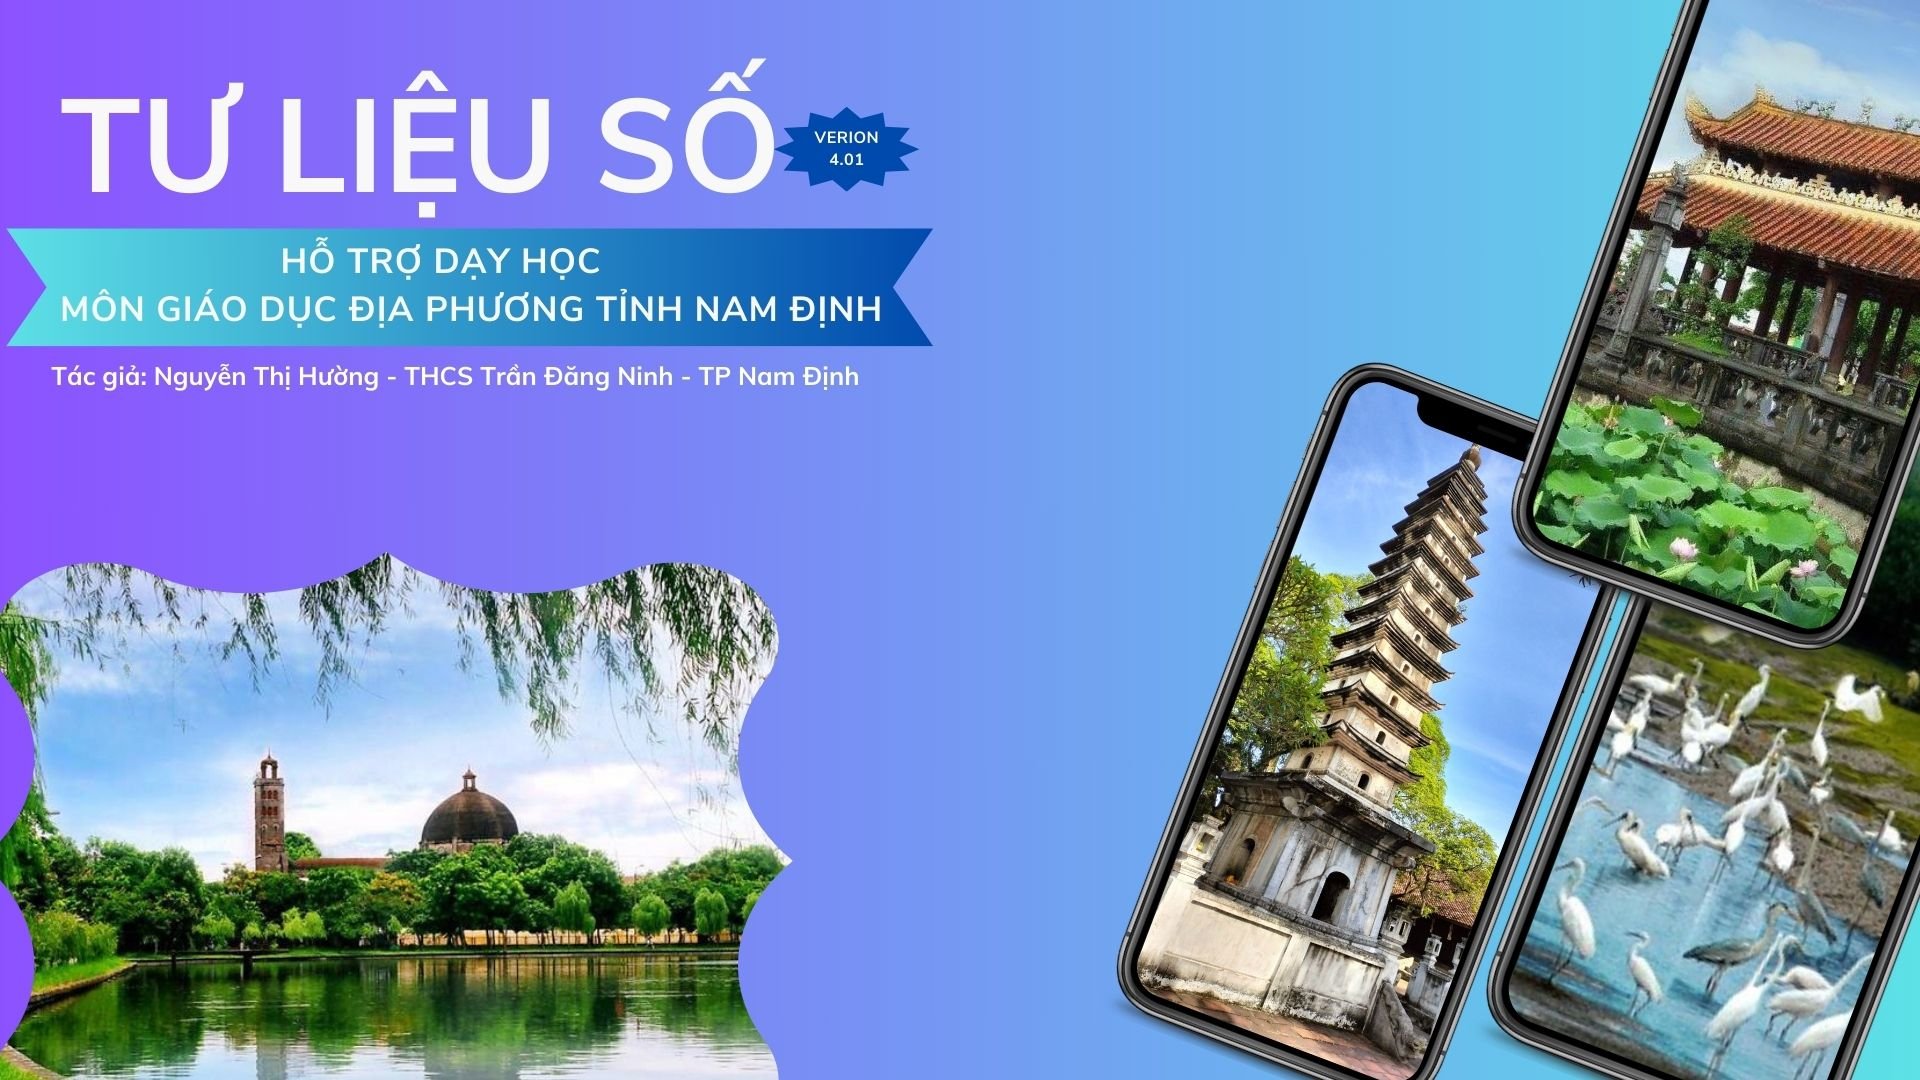 TƯ LIỆU SỐ
VERION
4.01
HỖ TRỢ DẠY HỌC
MÔN GIÁO DỤC ĐỊA PHƯƠNG TỈNH NAM ĐỊNH
Tác giả: Nguyễn Thị Hường - THCS Trần Đăng Ninh - TP Nam Định